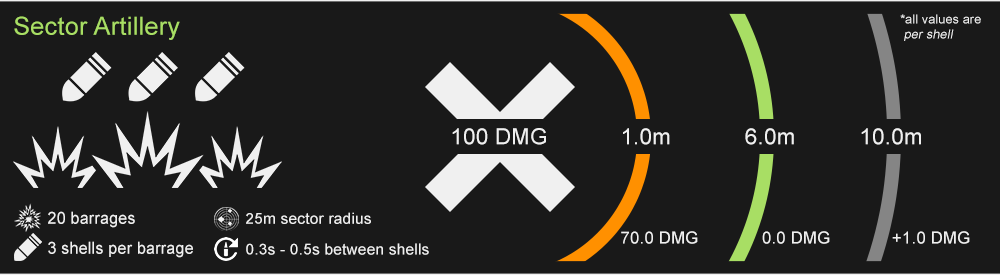 Sector Artillery
*all values are
per shell
100 DMG
1.0m
6.0m
10.0m
20 barrages
25m sector radius
3 shells per barrage
0.3s - 0.5s between shells
70.0 DMG
0.0 DMG
+1.0 DMG